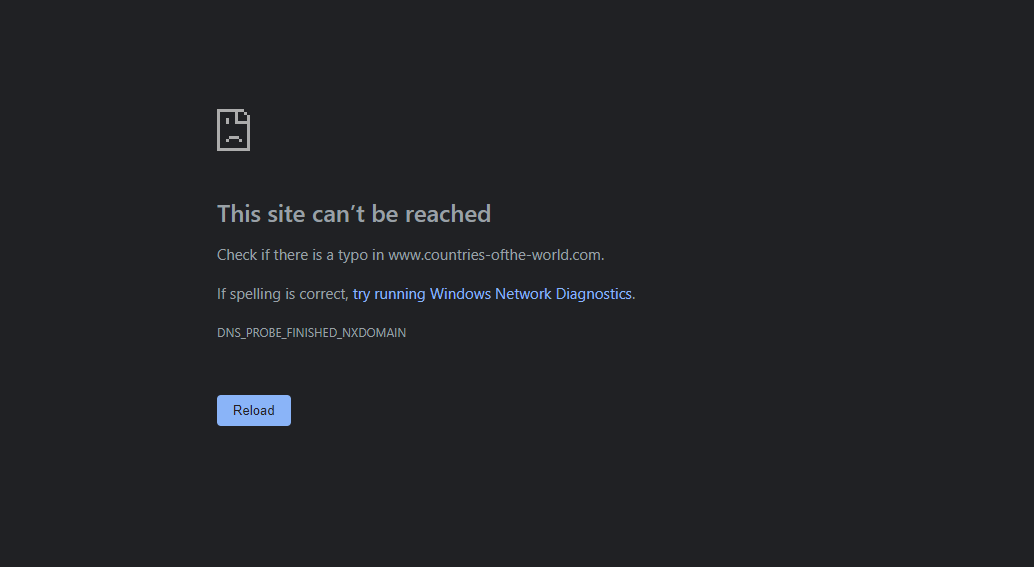 This site can’t be reached
Check if there is a typo in www.countries-ofthe-world.com.
If spelling is correct, try running Windows Network Diagnostics.
DNS_PROBE_FINISHED_NXDOMAIN
Reload